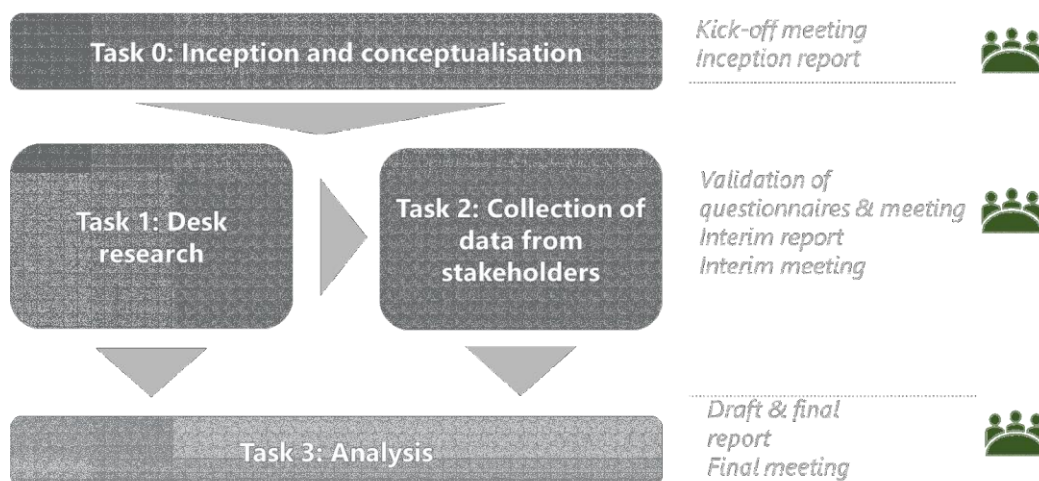 Task 0: Inception and conceptualisation
Kick-off meeting
Inception report
Task 1: Desk
research
Task 2: Collection of
data from
stakeholders
Validation of
questionnaires & meeting
Interim report
Interim meeting
Task 3: Analysis
Draft & final
report
Final meeting